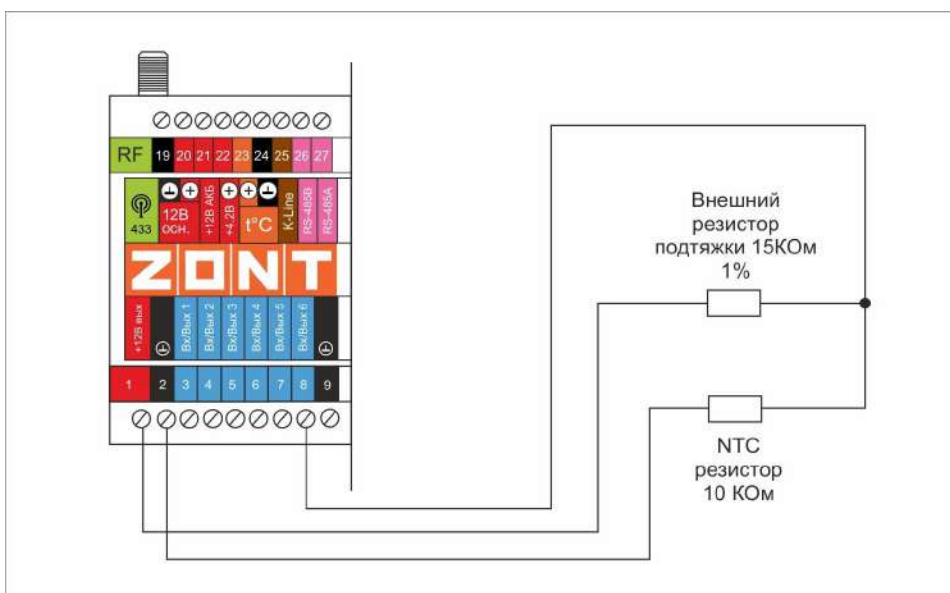 RF 19 20 21 22 23 24 25 26 27
433
12В
осн.
+12В АКБ
+4.2В
t°C
K-Line
RS-485B
RS-485A
ZONT
+12В вых
Вх/Вых 1
Вх/Вых 2
Вх/Вых 3
Вх/Вых 4
Вх/Вых 5
Вх/Вых 6
1 2 3 4 5 6 7 8 9
Внешний
резистор
подтяжки 15КОм
1%
NTC
резистор
10 КОм